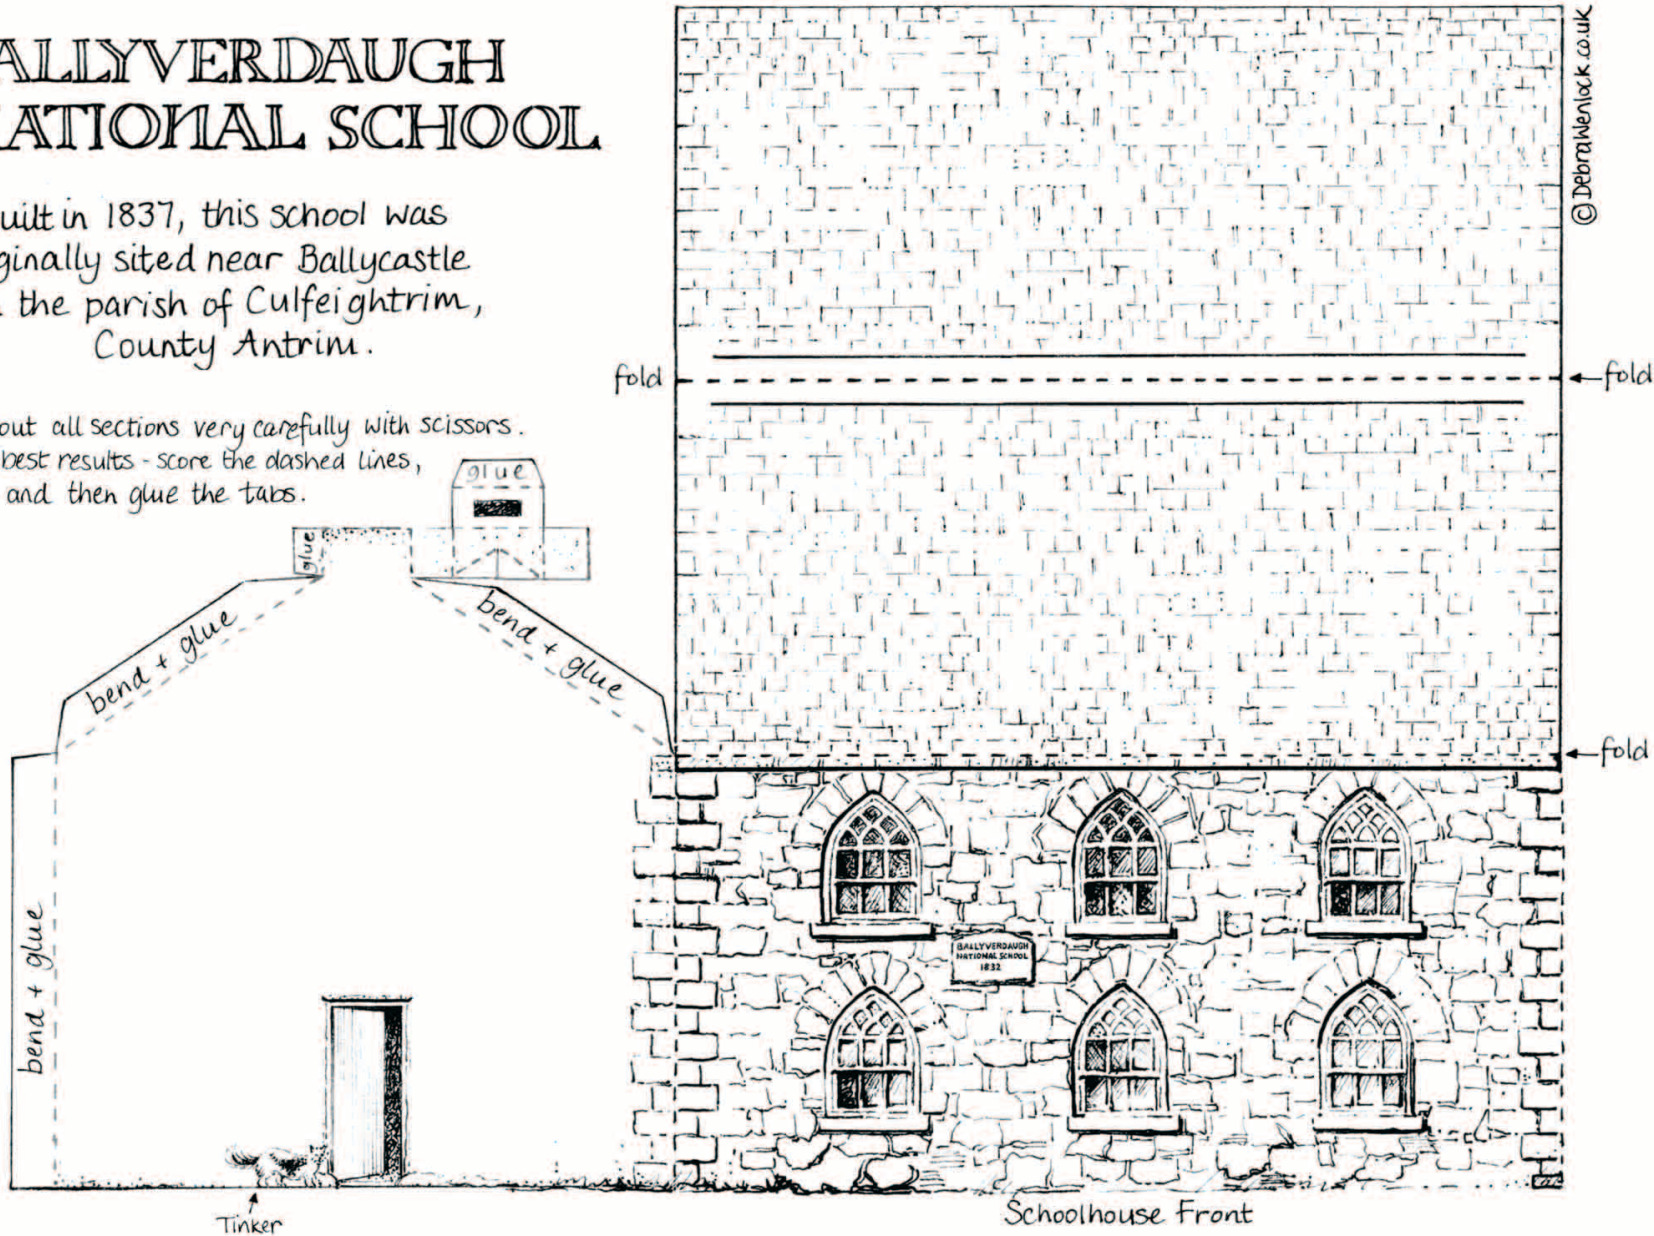 ALLYVERDAUGH
ATIONAL SCHOOL
uilt in 1837, this school was
ginally sited near Ballycastle
the parish of Culfeightrim,
County Antrim.
out all sections very carefully with scissors.
best results - score the dashed lines,
and then glue the tabs.
glue
glue
bend + glue
bend + glue
bend + glue
Tinker
© DebraWenlock.co.uk
fold
fold
fold
BALLYVERDAUGH
NATIONAL SCHOOL
1832
Schoolhouse Front